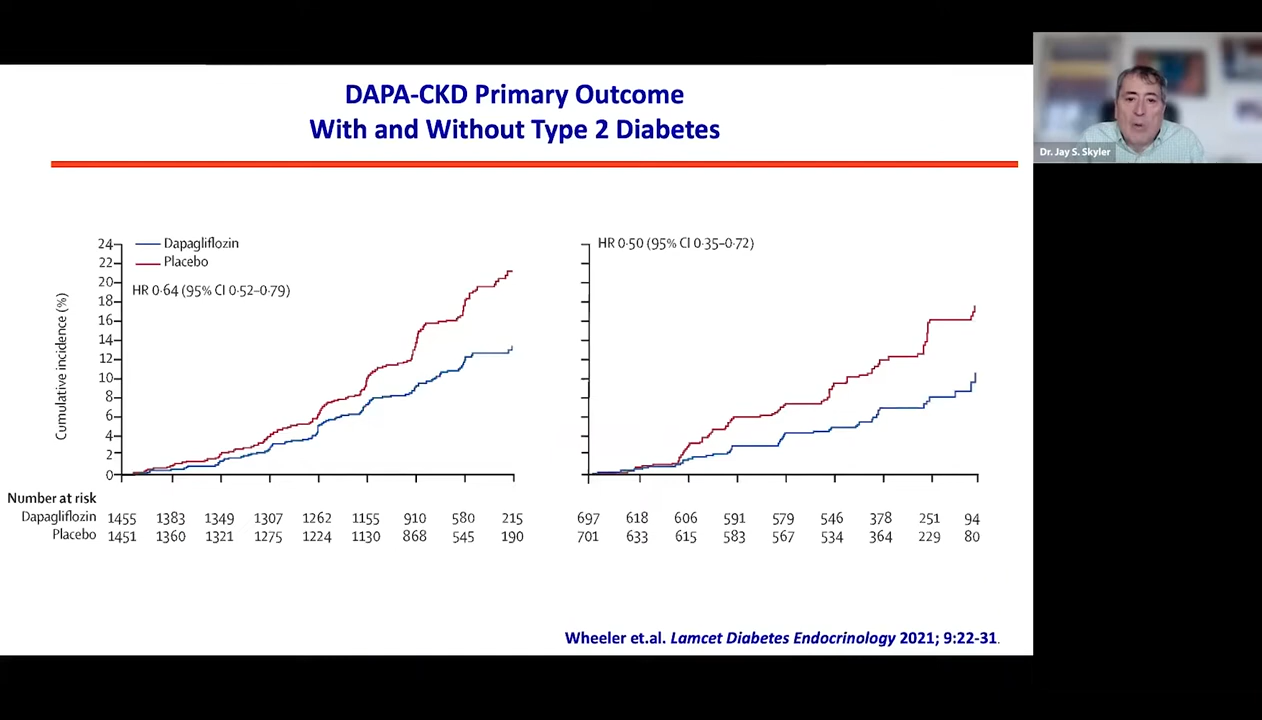 DAPA-CKD Primary Outcome
With and Without Type 2 Diabetes
Dr. Jay S. Skyler
Dapagliflozin
Placebo
HR 0·64 (95% CI 0·52–0·79)
Cumulative incidence (%)
24
22
20
18
16
14
12
10
8
6
4
2
0
HR 0·50 (95% CI 0·35–0·72)
Number at risk
Dapagliflozin 1455 1383 1349 1307 1262 1155 910 580 215 697 618 606 591 579 546 378 251 94
Placebo 1451 1360 1321 1275 1224 1130 868 545 190 701 633 615 583 567 534 364 229 80
Wheeler et.al. Lamcet Diabetes Endocrinology 2021; 9:22-31.